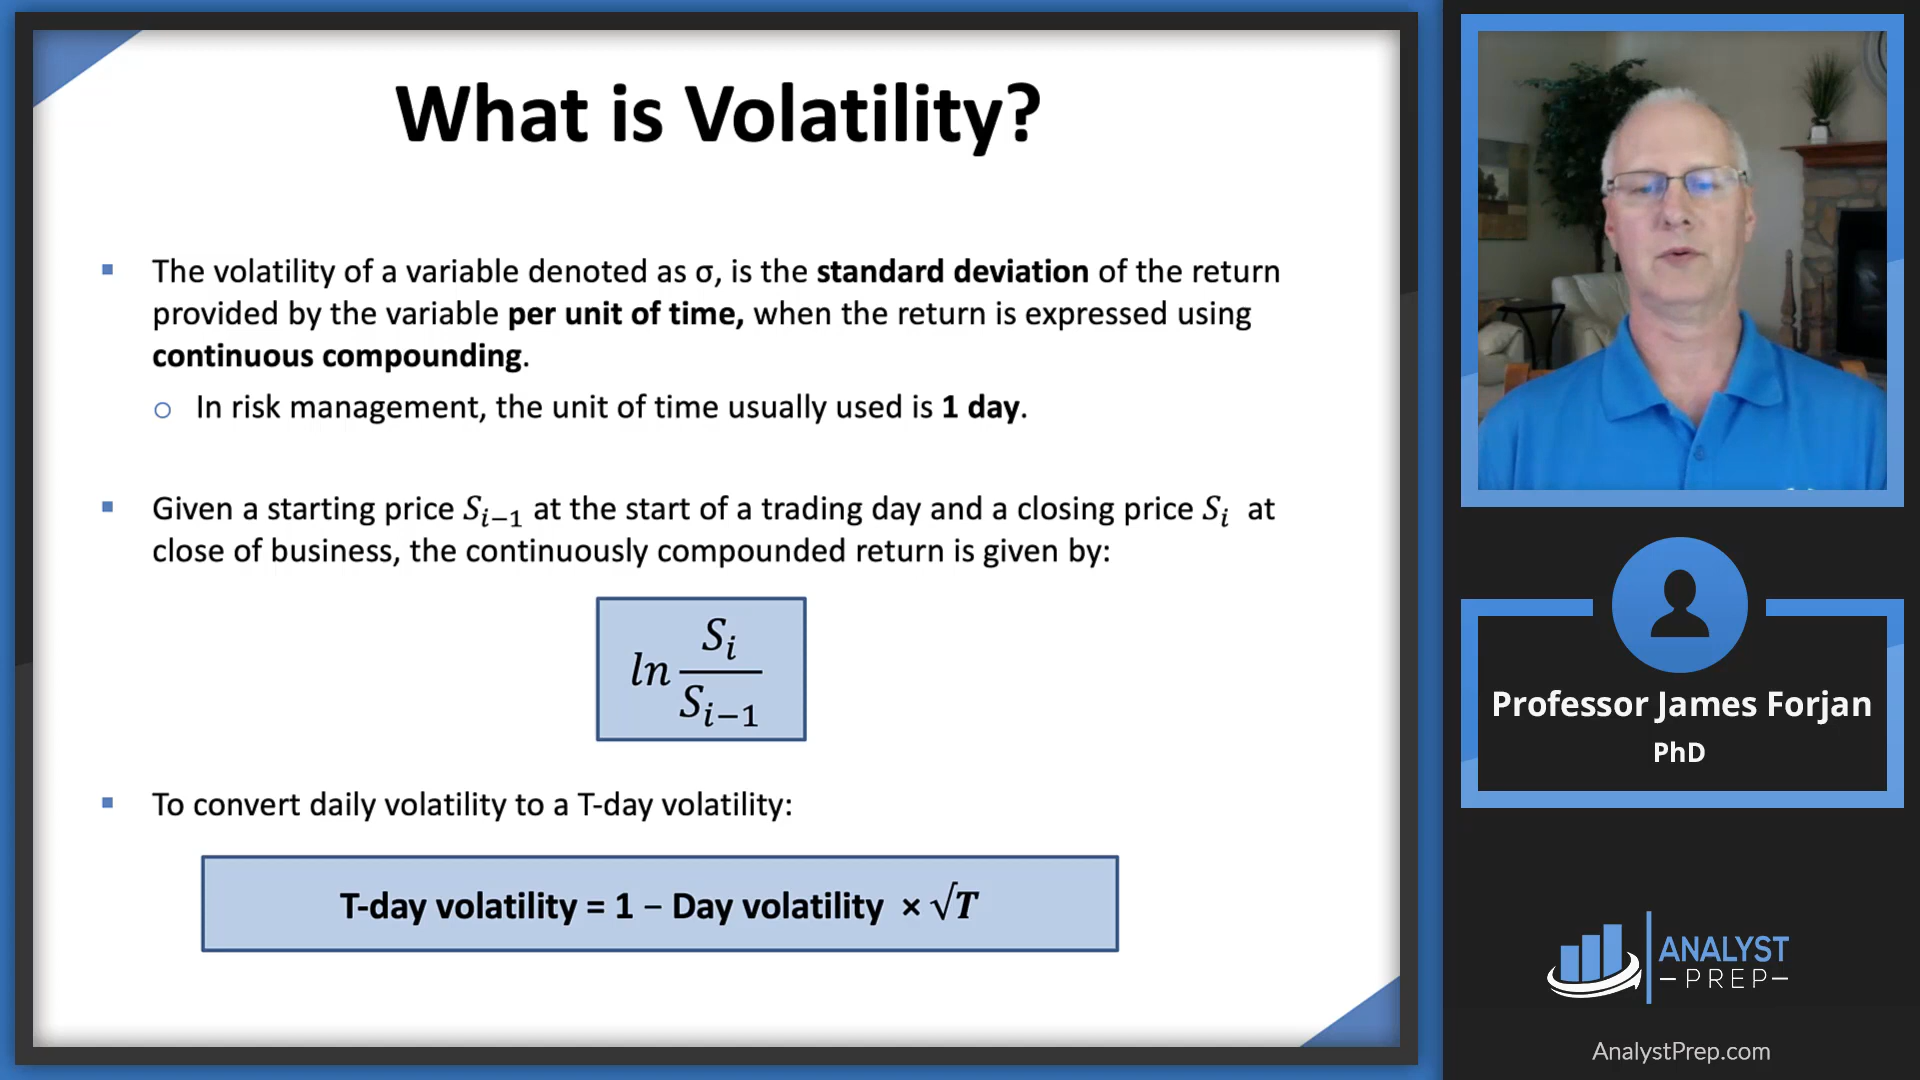 What is Volatility?
▪ The volatility of a variable denoted as σ, is the standard deviation of the return
provided by the variable per unit of time, when the return is expressed using
continuous compounding.
○ In risk management, the unit of time usually used is 1 day.
▪ Given a starting price Sᵢ₋₁ at the start of a trading day and a closing price Sᵢ at
close of business, the continuously compounded return is given by:
ln Sᵢ / Sᵢ₋₁
▪ To convert daily volatility to a T-day volatility:
T-day volatility = 1 − Day volatility × √T
Professor James Forjan
PhD
ANALYST
PREP
AnalystPrep.com